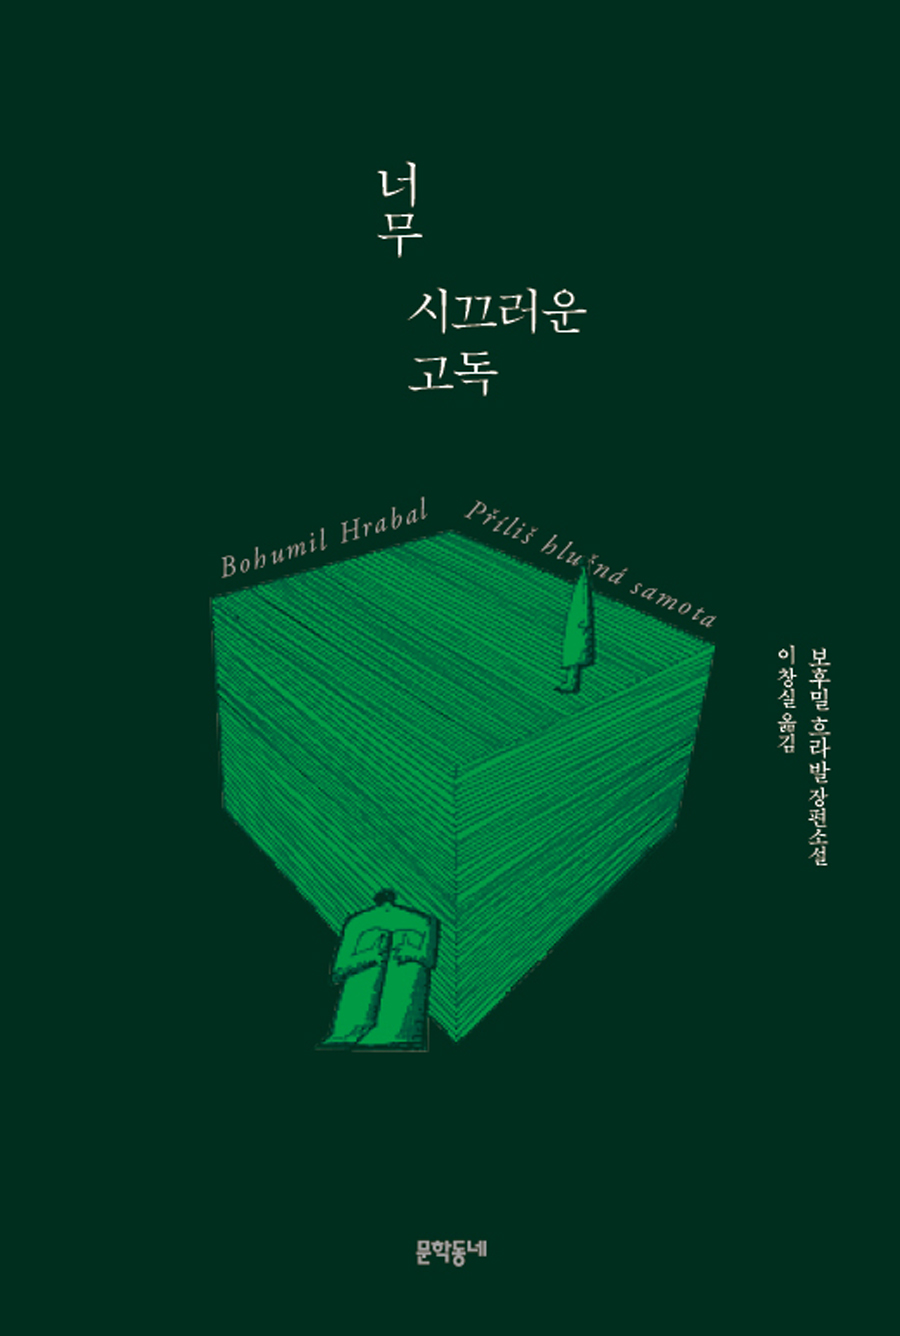 너
무
시끄러운
고독
Bohumil Hrabal
Příliš hlučná samota
보후밀 흐라발 장편소설
이창실 옮김
문학동네